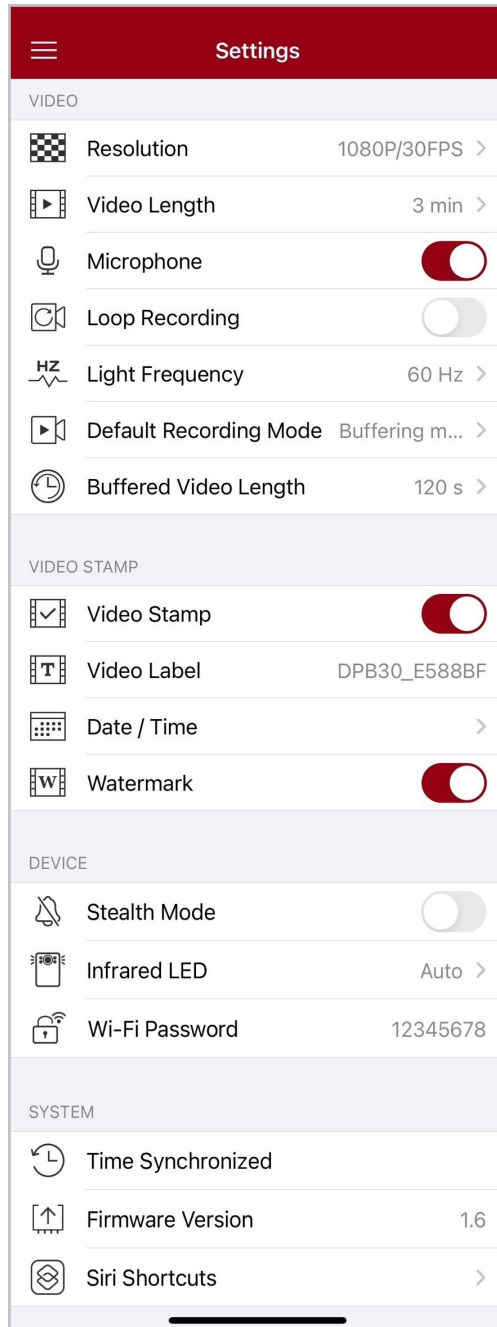 Settings
VIDEO
Resolution 1080P/30FPS
Video Length 3 min
Microphone
Loop Recording
HZ Light Frequency 60 Hz
Default Recording Mode Buffering m...
Buffered Video Length 120 s
VIDEO STAMP
Video Stamp
T Video Label DPB30_E588BF
Date / Time
W Watermark
DEVICE
Stealth Mode
Infrared LED Auto
Wi-Fi Password 12345678
SYSTEM
Time Synchronized
Firmware Version 1.6
Siri Shortcuts